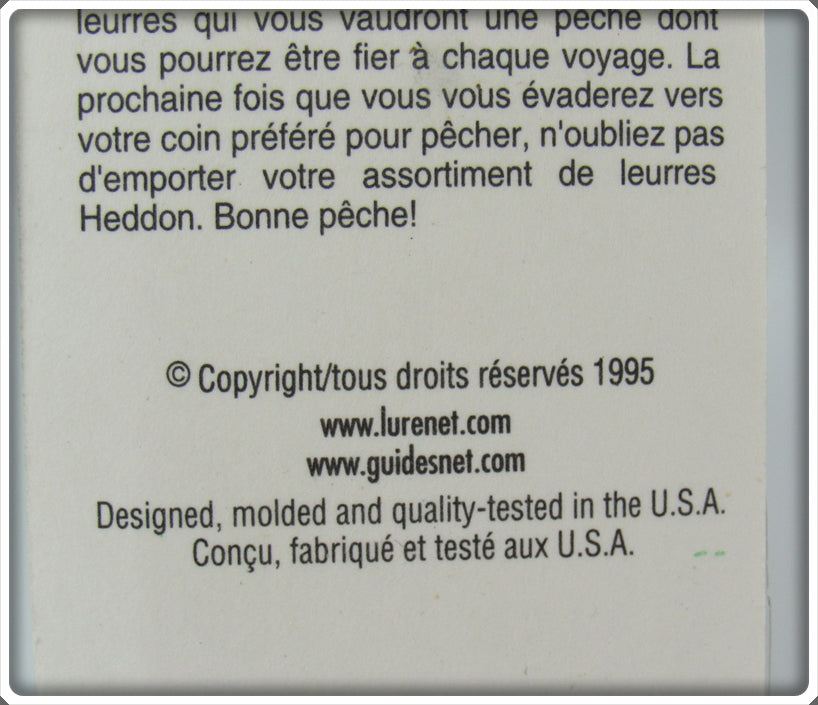 leurres qui vous vaudront une pêche dont
vous pourrez être fier à chaque voyage. La
prochaine fois que vous vous évaderez vers
votre coin préféré pour pêcher, n'oubliez pas
d'emporter votre assortiment de leurres
Heddon. Bonne pêche!
© Copyright/tous droits réservés 1995
www.lurenet.com
www.guidesnet.com
Designed, molded and quality-tested in the U.S.A.
Conçu, fabriqué et testé aux U.S.A.